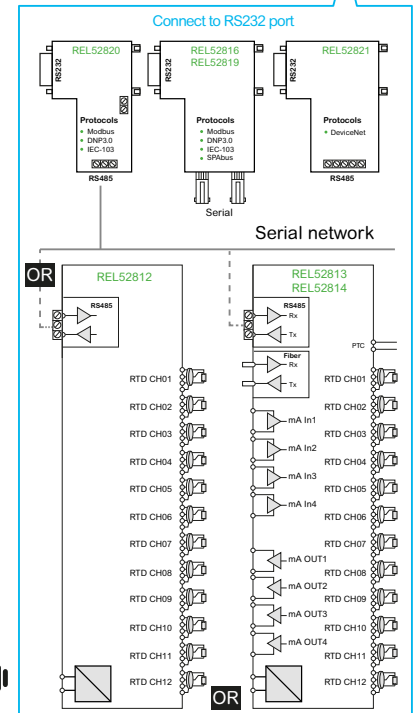 Connect to RS232 port
REL52820
RS232
Protocols
• Modbus
• DNP3.0
• IEC-103
RS485
REL52816
REL52819
RS232
Protocols
• Modbus
• DNP3.0
• IEC-103
• SPAbus
Serial
REL52821
RS232
Protocols
• DeviceNet
RS485
Serial network
OR
REL52812
RS485
RTD CH01
RTD CH02
RTD CH03
RTD CH04
RTD CH05
RTD CH06
RTD CH07
RTD CH08
RTD CH09
RTD CH10
RTD CH11
RTD CH12
OR
REL52813
REL52814
RS485
Rx
Tx
Fiber
Rx
Tx
mA In1
mA In2
mA In3
mA In4
mA OUT1
mA OUT2
mA OUT3
mA OUT4
PTC
RTD CH01
RTD CH02
RTD CH03
RTD CH04
RTD CH05
RTD CH06
RTD CH07
RTD CH08
RTD CH09
RTD CH10
RTD CH11
RTD CH12